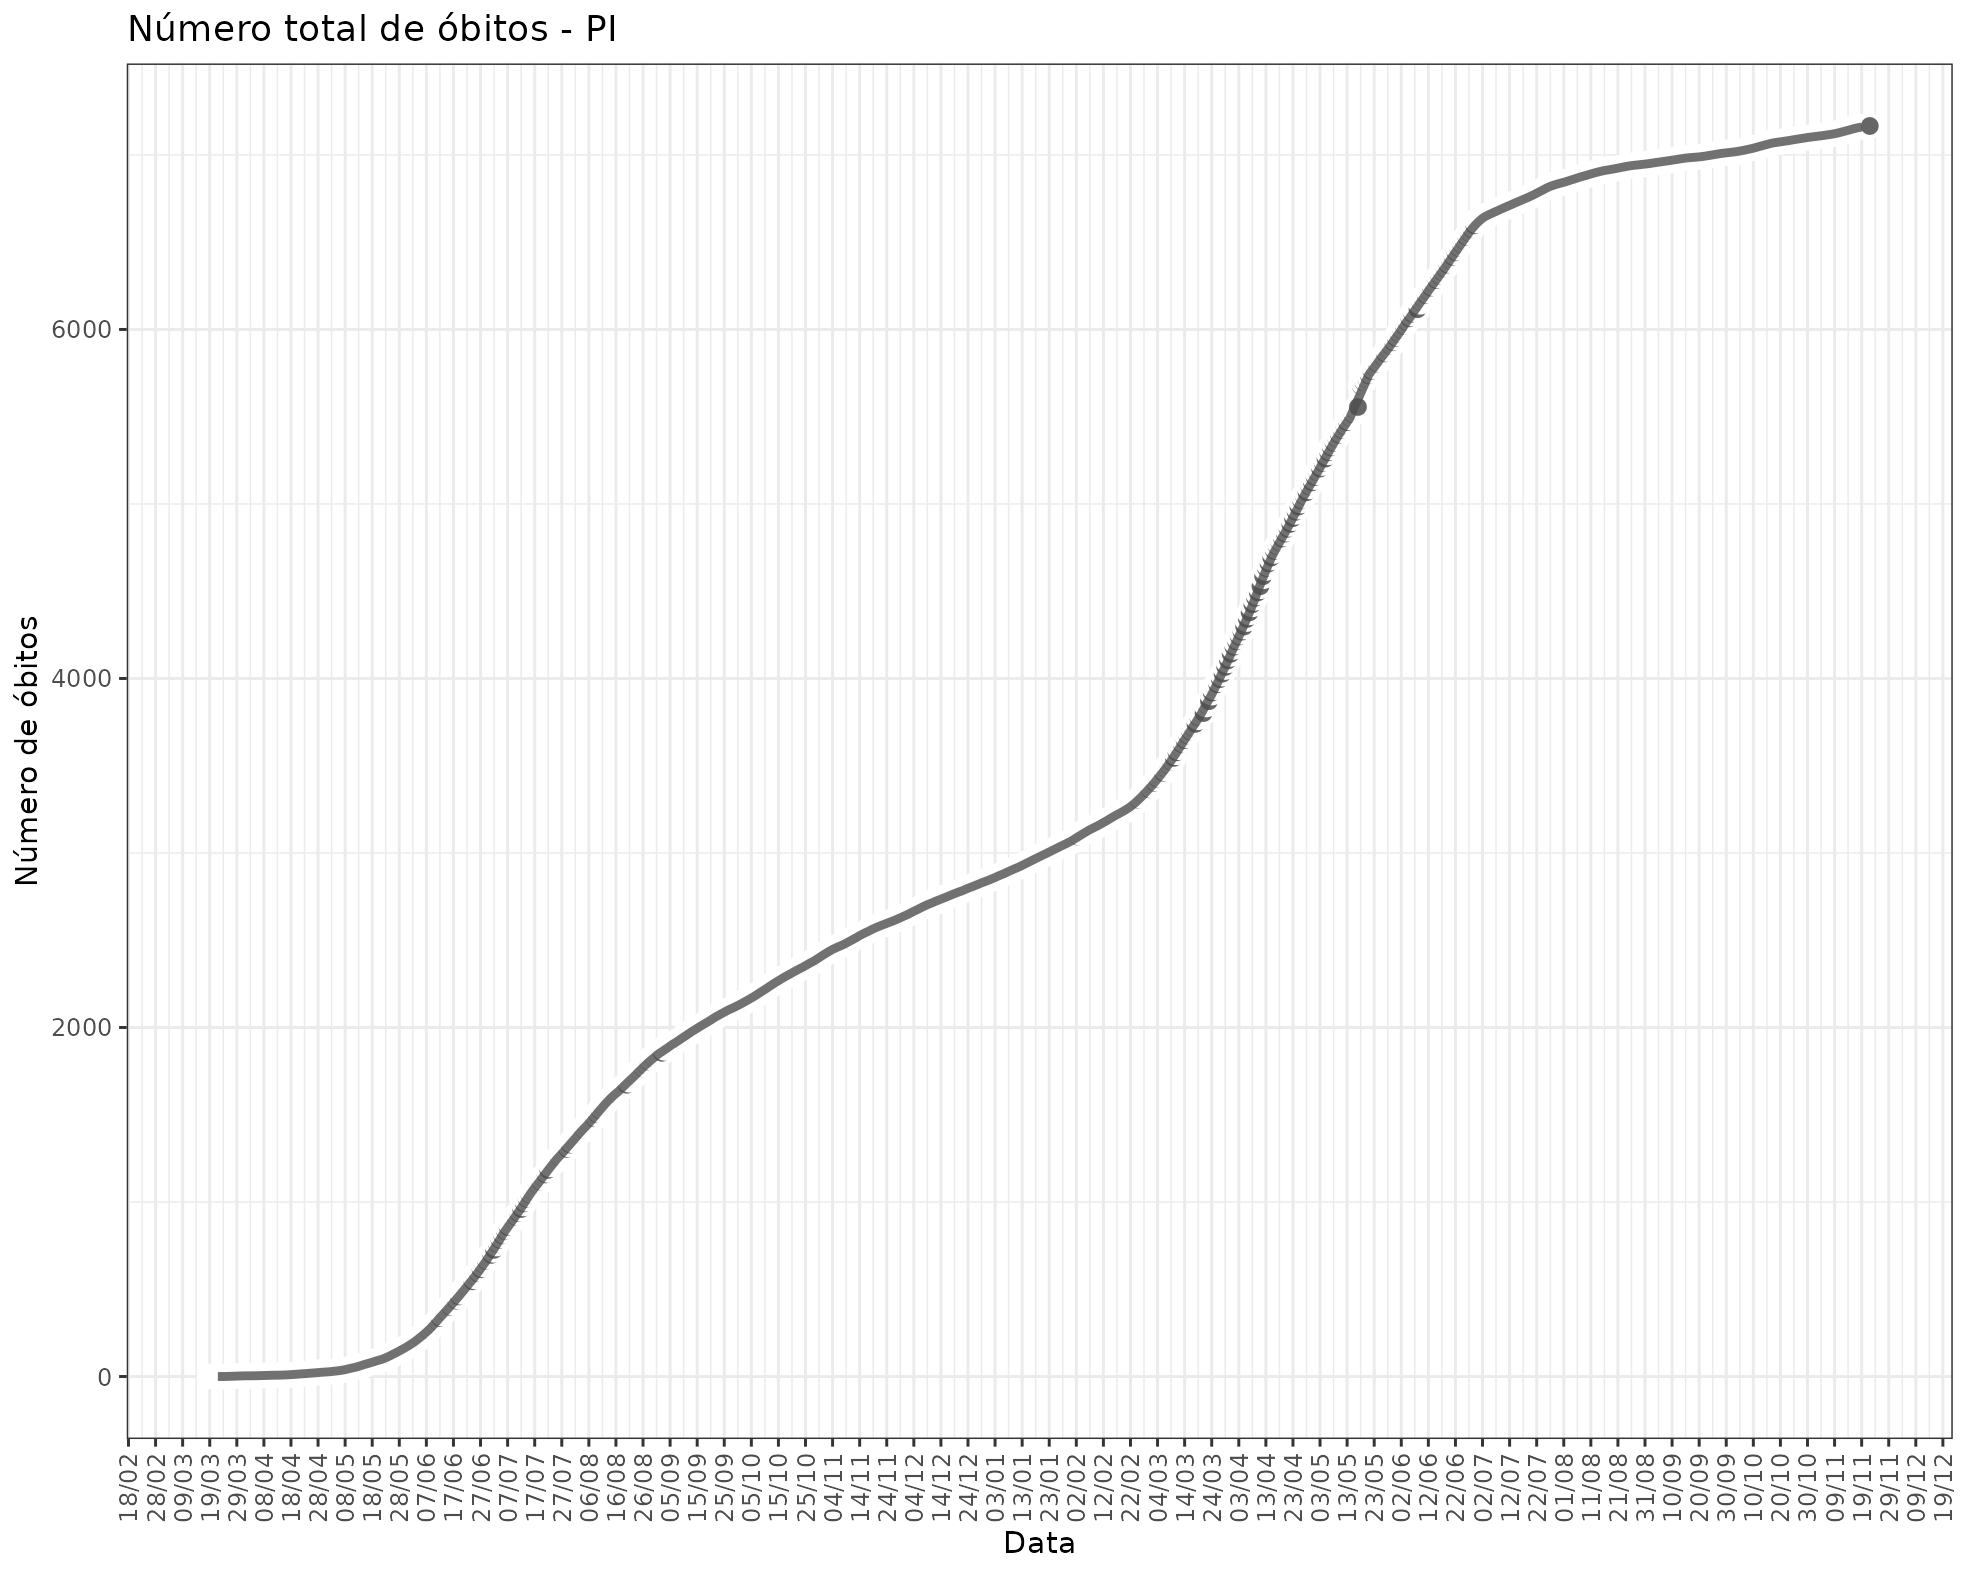 Número total de óbitos - PI
Número de óbitos
6000
4000
2000
0
18/02 28/02 09/03 19/03 29/03 08/04 18/04 28/04 08/05 18/05 28/05 07/06 17/06 27/06 07/07 17/07 27/07 06/08 16/08 26/08 05/09 15/09 25/09 05/10 15/10 25/10 04/11 14/11 24/11 04/12 14/12 24/12 03/01 13/01 23/01 02/02 12/02 22/02 04/03 14/03 24/03 03/04 13/04 23/04 03/05 13/05 23/05 02/06 12/06 22/06 02/07 12/07 22/07 01/08 11/08 21/08 31/08 10/09 20/09 30/09 10/10 20/10 30/10 09/11 19/11 29/11 09/12 19/12
Data